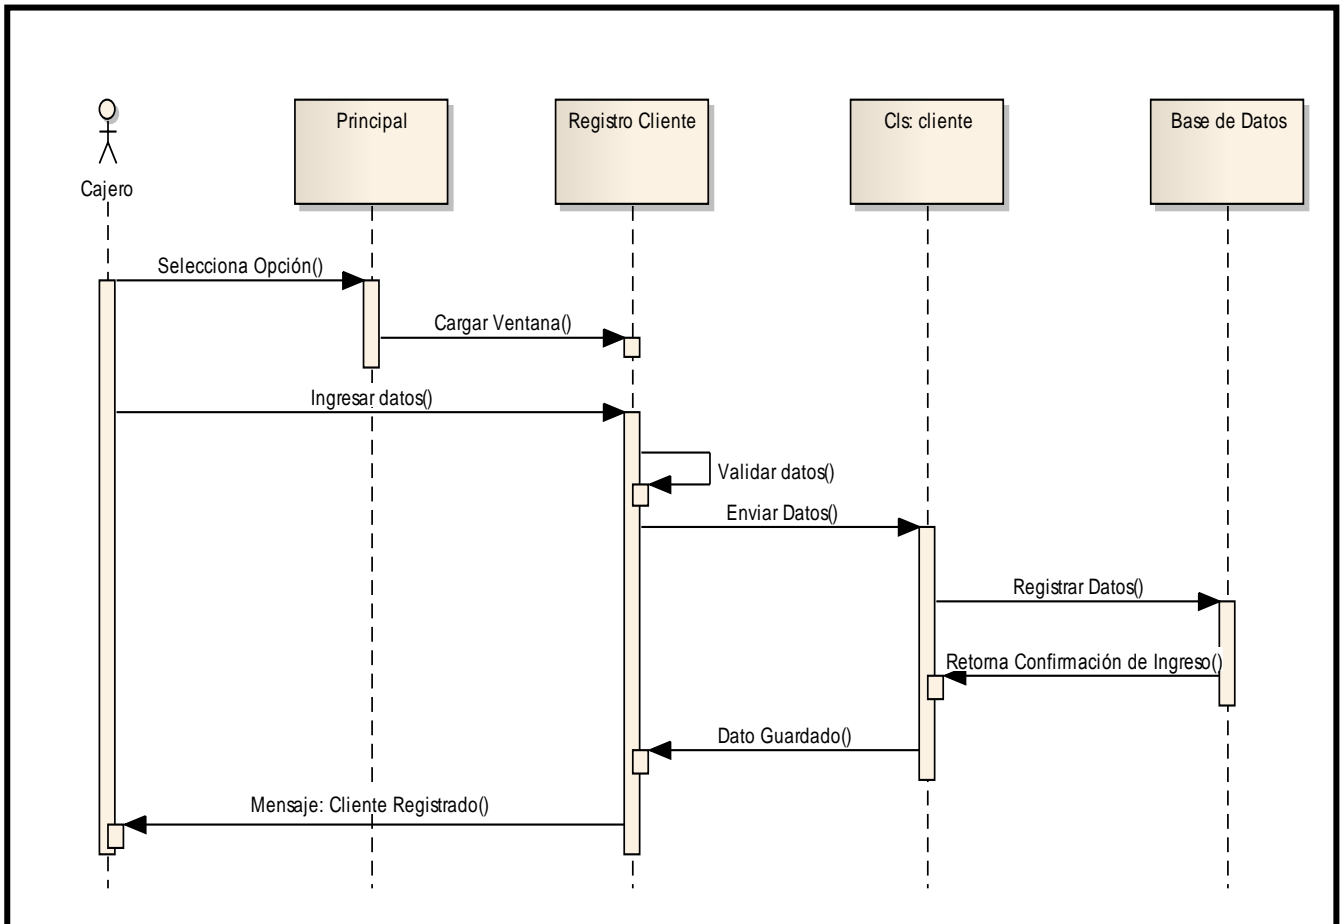 Principal
Registro Cliente
Cls: cliente
Base de Datos
Cajero
Selecciona Opción()
Cargar Ventana()
Ingresar datos()
Validar datos()
Enviar Datos()
Registrar Datos()
Retorna Confirmación de Ingreso()
Dato Guardado()
Mensaje: Cliente Registrado()